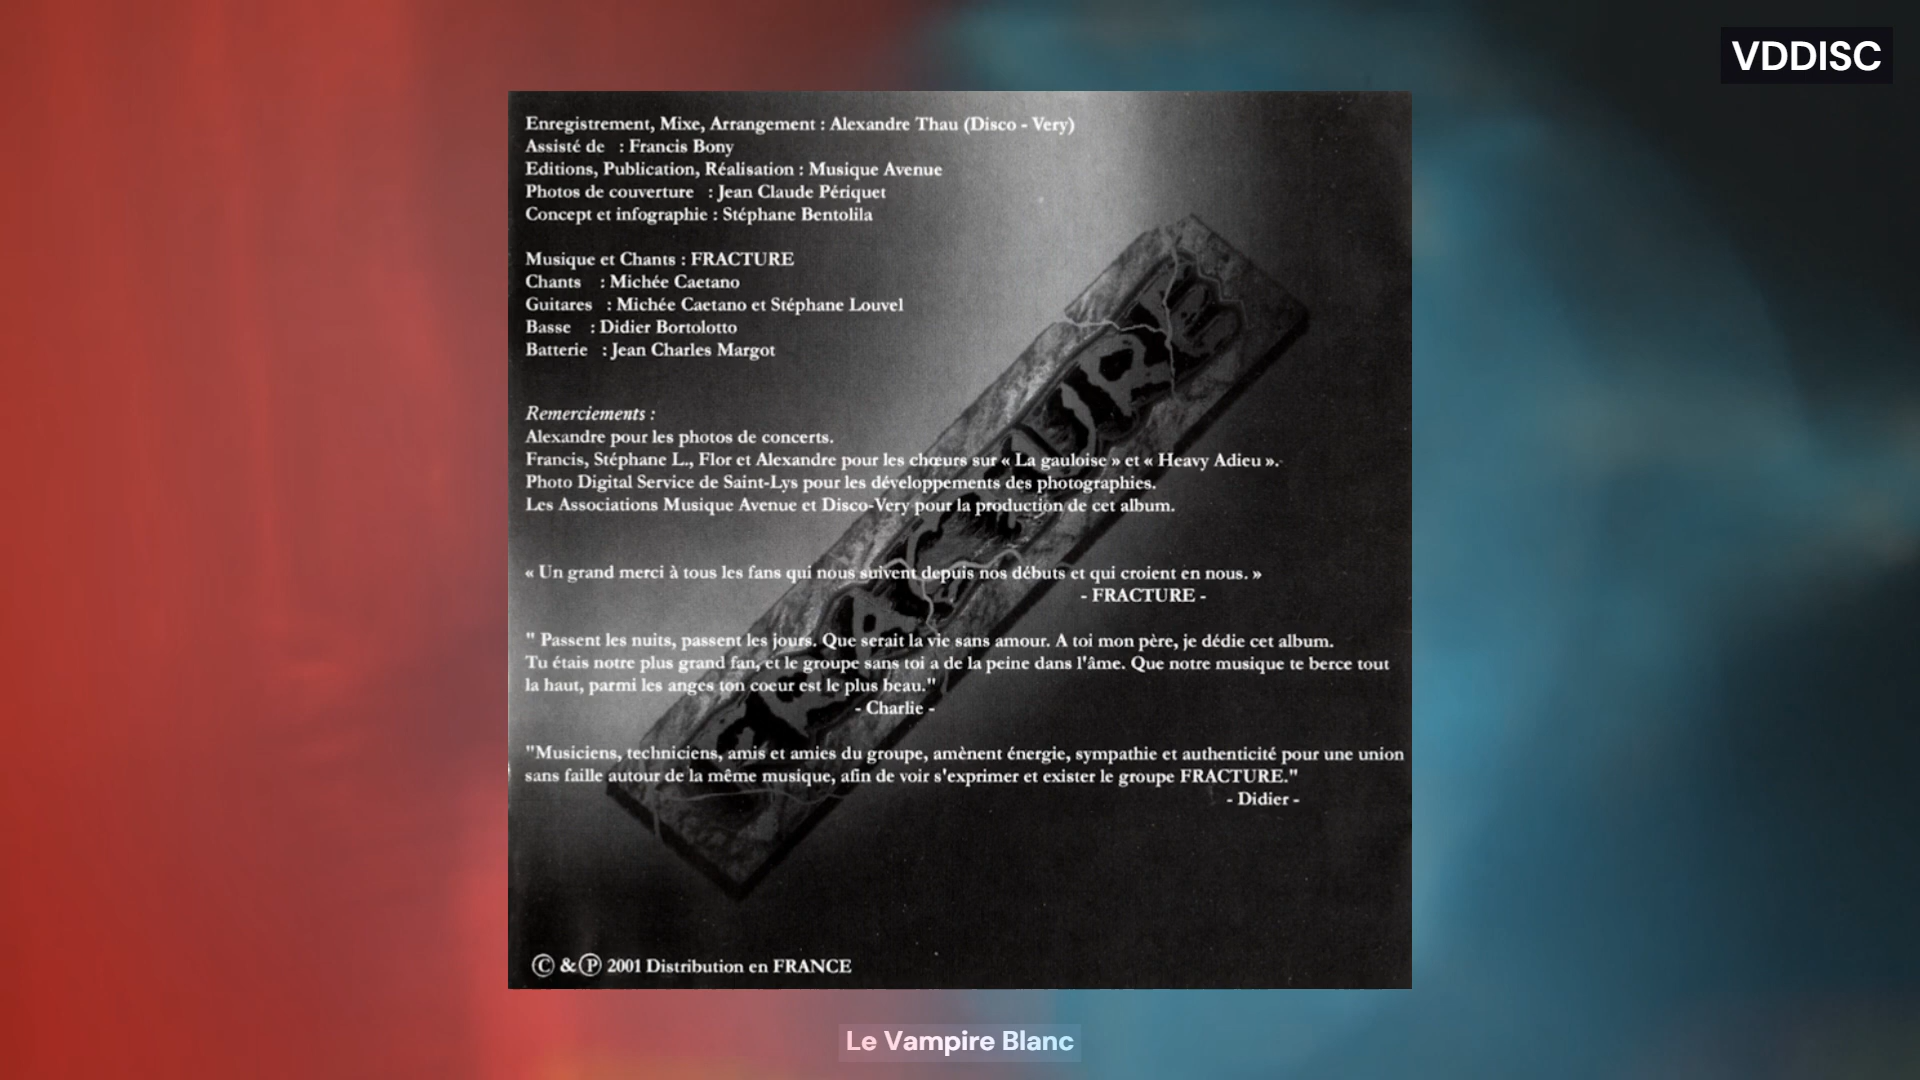 VDDISC
Enregistrement, Mixe, Arrangement : Alexandre Thau (Disco - Very)
Assisté de : Francis Bony
Editions, Publication, Réalisation : Musique Avenue
Photos de couverture : Jean Claude Périquet
Concept et infographie : Stéphane Bentolila
Musique et Chants : FRACTURE
Chants : Michée Caetano
Guitares : Michée Caetano et Stéphane Louvel
Basse : Didier Bortolotto
Batterie : Jean Charles Margot
Remerciements :
Alexandre pour les photos de concerts.
Francis, Stéphane L., Flor et Alexandre pour les chœurs sur « La gauloise » et « Heavy Adieu ».
Photo Digital Service de Saint-Lys pour les développements des photographies.
Les Associations Musique Avenue et Disco-Very pour la production de cet album.
« Un grand merci à tous les fans qui nous suivent depuis nos débuts et qui croient en nous. »
- FRACTURE -
" Passent les nuits, passent les jours. Que serait la vie sans amour. A toi mon père, je dédie cet album.
Tu étais notre plus grand fan, et le groupe sans toi a de la peine dans l'âme. Que notre musique te berce tout
la haut, parmi les anges ton coeur est le plus beau."
- Charlie -
"Musiciens, techniciens, amis et amies du groupe, amènent énergie, sympathie et authenticité pour une union
sans faille autour de la même musique, afin de voir s'exprimer et exister le groupe FRACTURE."
- Didier -
FRACTURE
Ⓒ & Ⓟ 2001 Distribution en FRANCE
Le Vampire Blanc